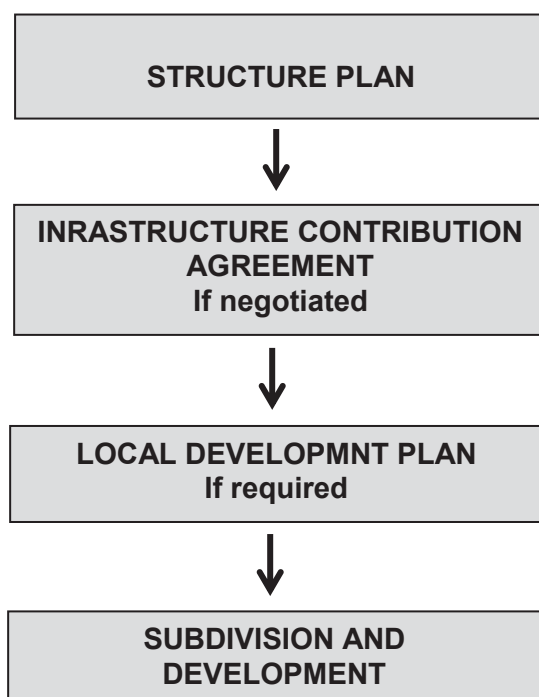 STRUCTURE PLAN
INRASTRUCTURE CONTRIBUTION
AGREEMENT
If negotiated
LOCAL DEVELOPMNT PLAN
If required
SUBDIVISION AND
DEVELOPMENT